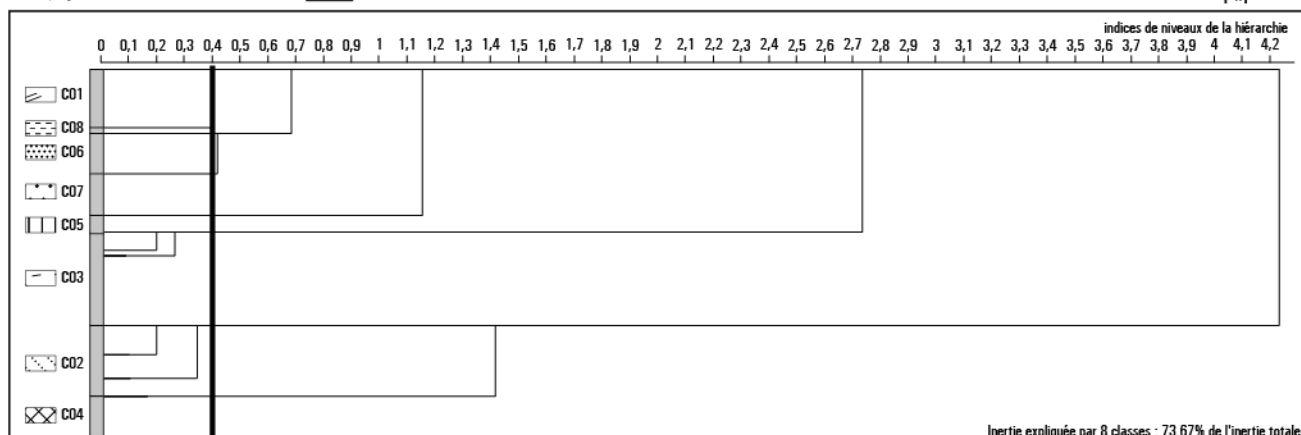 indices de niveaux de la hiérarchie
0 0,1 0,2 0,3 0,4 0,5 0,6 0,7 0,8 0,9 1 1,1 1,2 1,3 1,4 1,5 1,6 1,7 1,8 1,9 2 2,1 2,2 2,3 2,4 2,5 2,6 2,7 2,8 2,9 3 3,1 3,2 3,3 3,4 3,5 3,6 3,7 3,8 3,9 4 4,1 4,2
C01
C08
C06
C07
C05
C03
C02
C04
Inertie expliquée par 8 classes : 73,67% de l'inertie totale